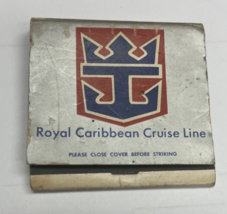 Royal Caribbean Cruise Line
PLEASE CLOSE COVER BEFORE STRIKING